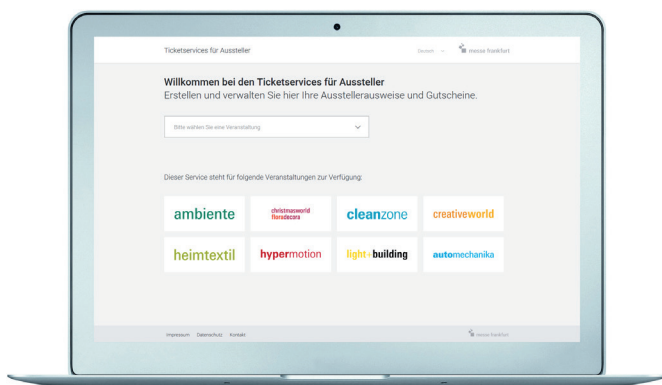 Ticketservices für Aussteller
Deutsch
messe frankfurt
Willkommen bei den Ticketservices für Aussteller
Erstellen und verwalten Sie hier Ihre Ausstellerausweise und Gutscheine.
Bitte wählen Sie eine Veranstaltung
Dieser Service steht für folgende Veranstaltungen zur Verfügung:
ambiente
christmasworld
floradecora
cleanzone
creativeworld
heimtextil
hypermotion
light+building
automechanika
Impressum Datenschutz Kontakt
messe frankfurt